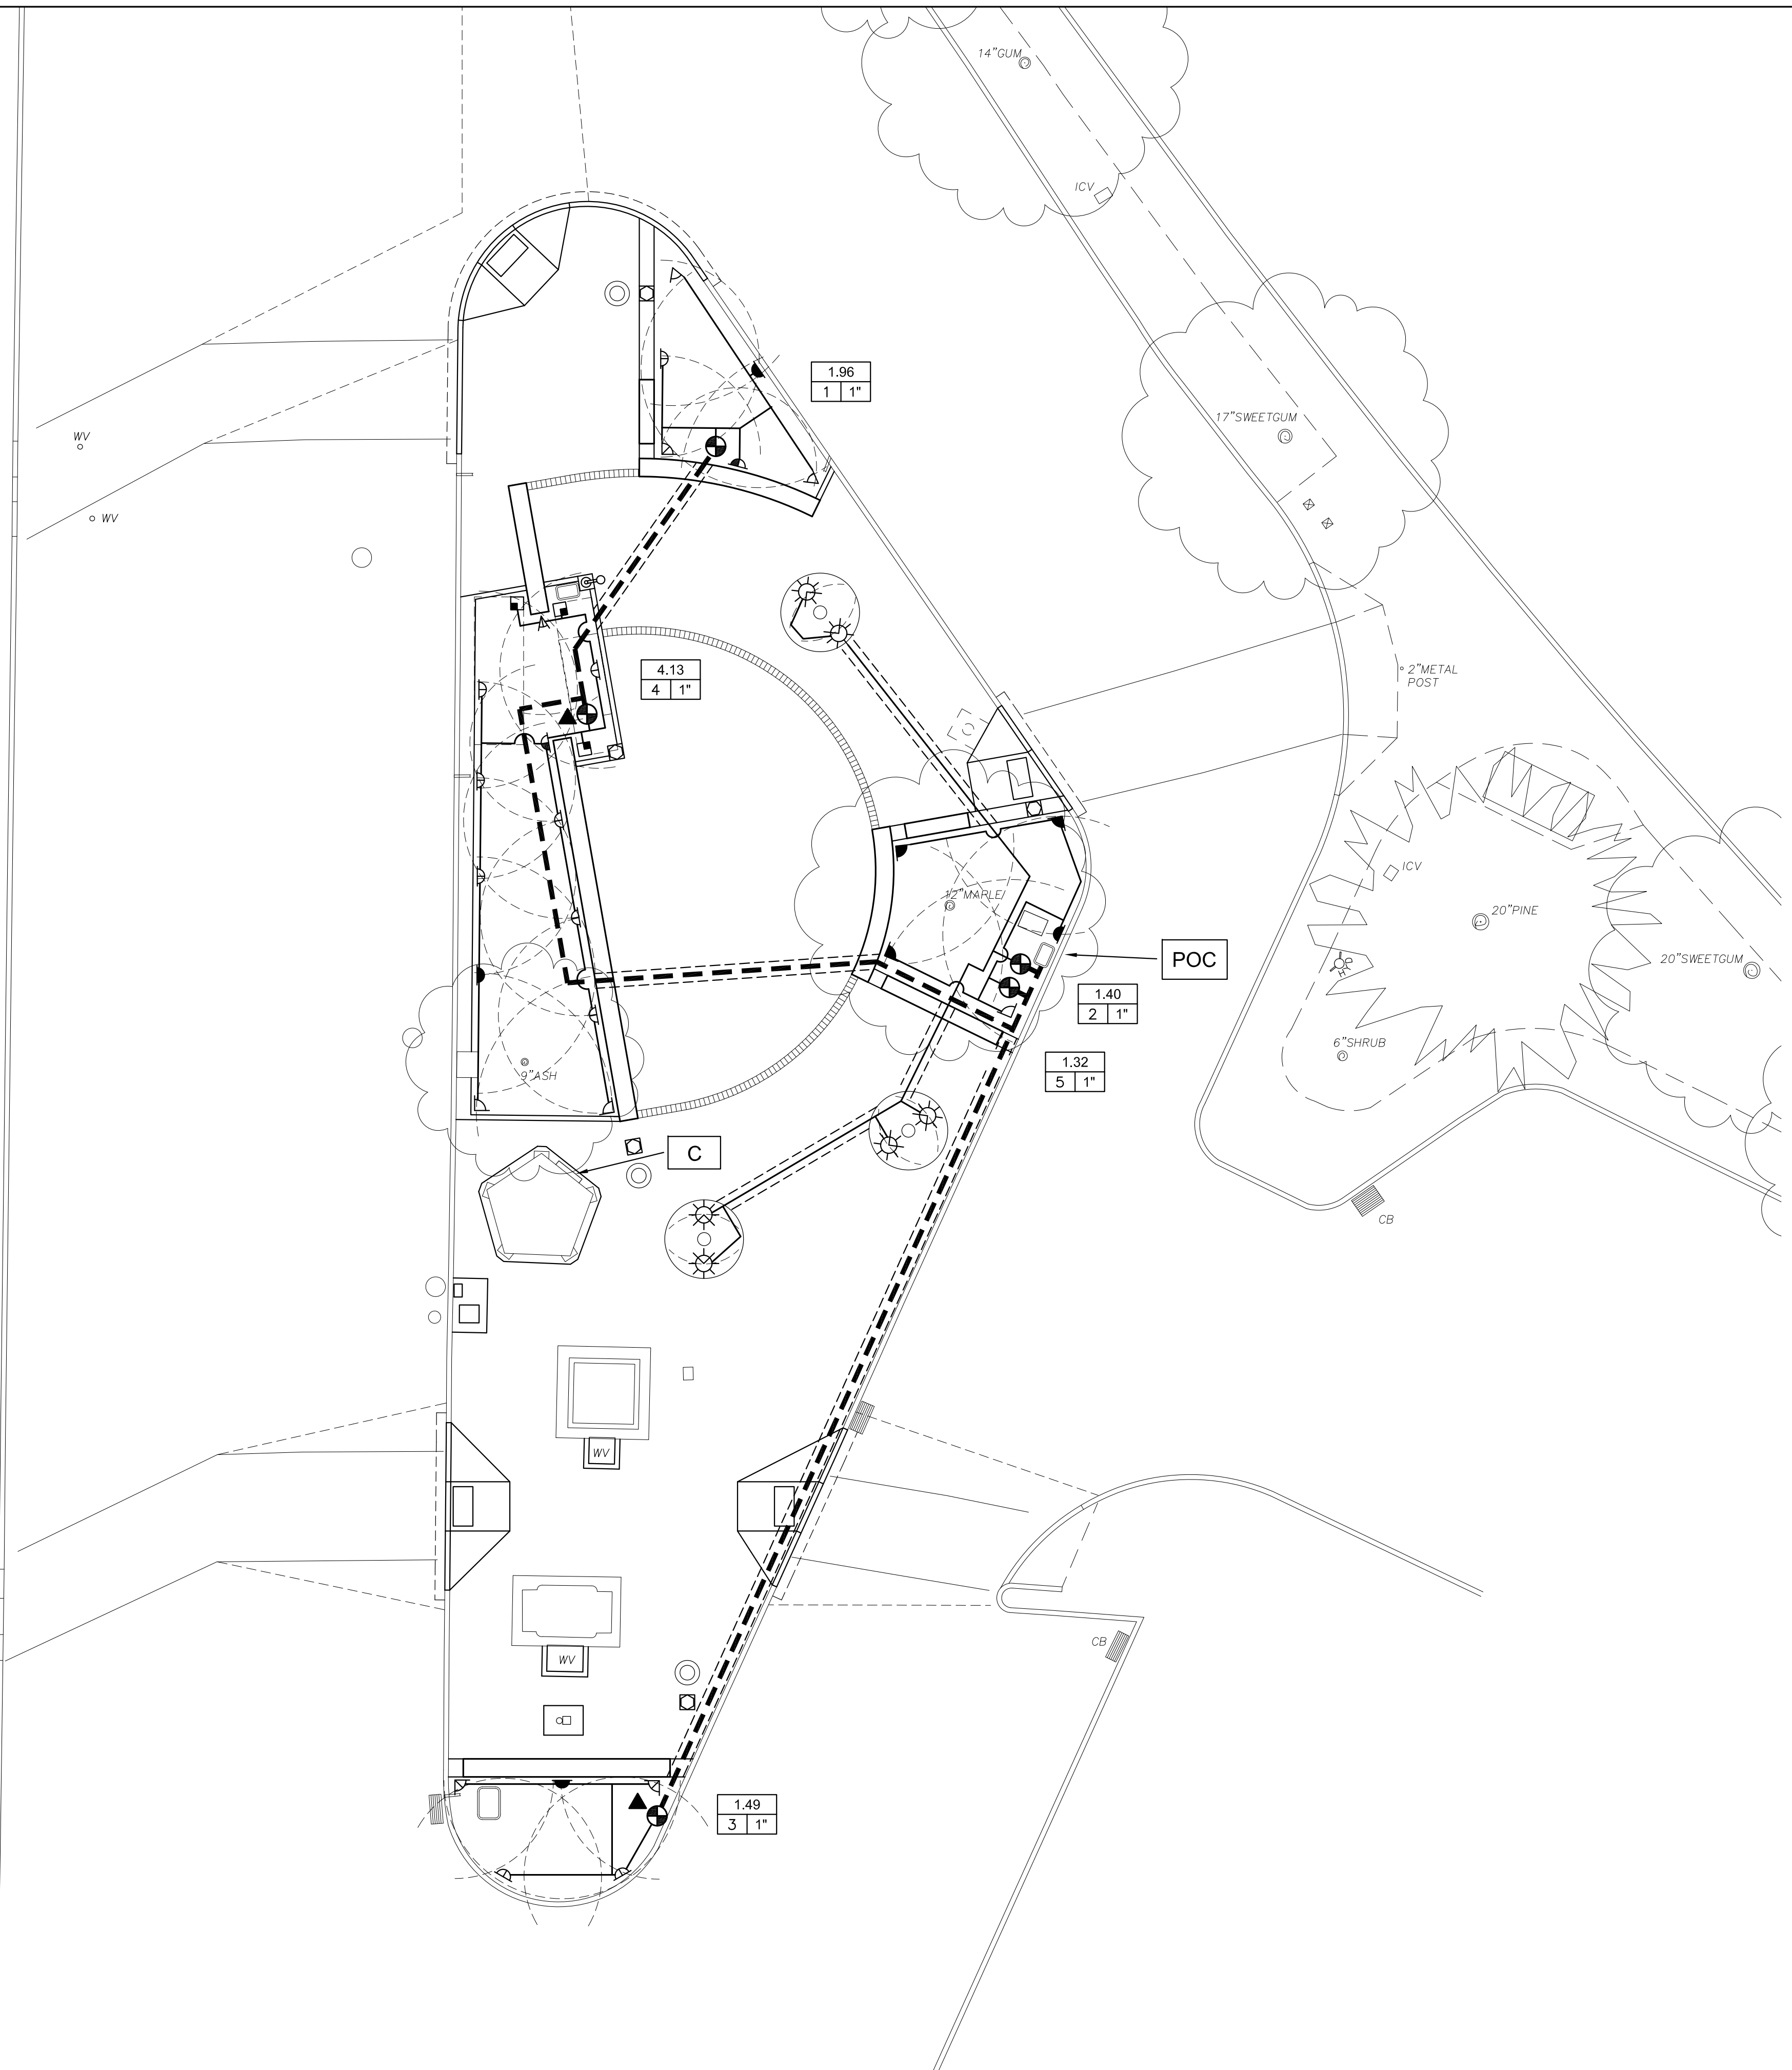 14"GUM
ICV
1.96
1 1"
17"SWEETGUM
WV
WV
4.13
4 1"
2"METAL
POST
ICV
12"MAPLE
20"PINE
POC
20"SWEETGUM
1.40
2 1"
1.32
5 1"
6"SHRUB
9"ASH
C
CB
WV
CB
WV
1.49
3 1"